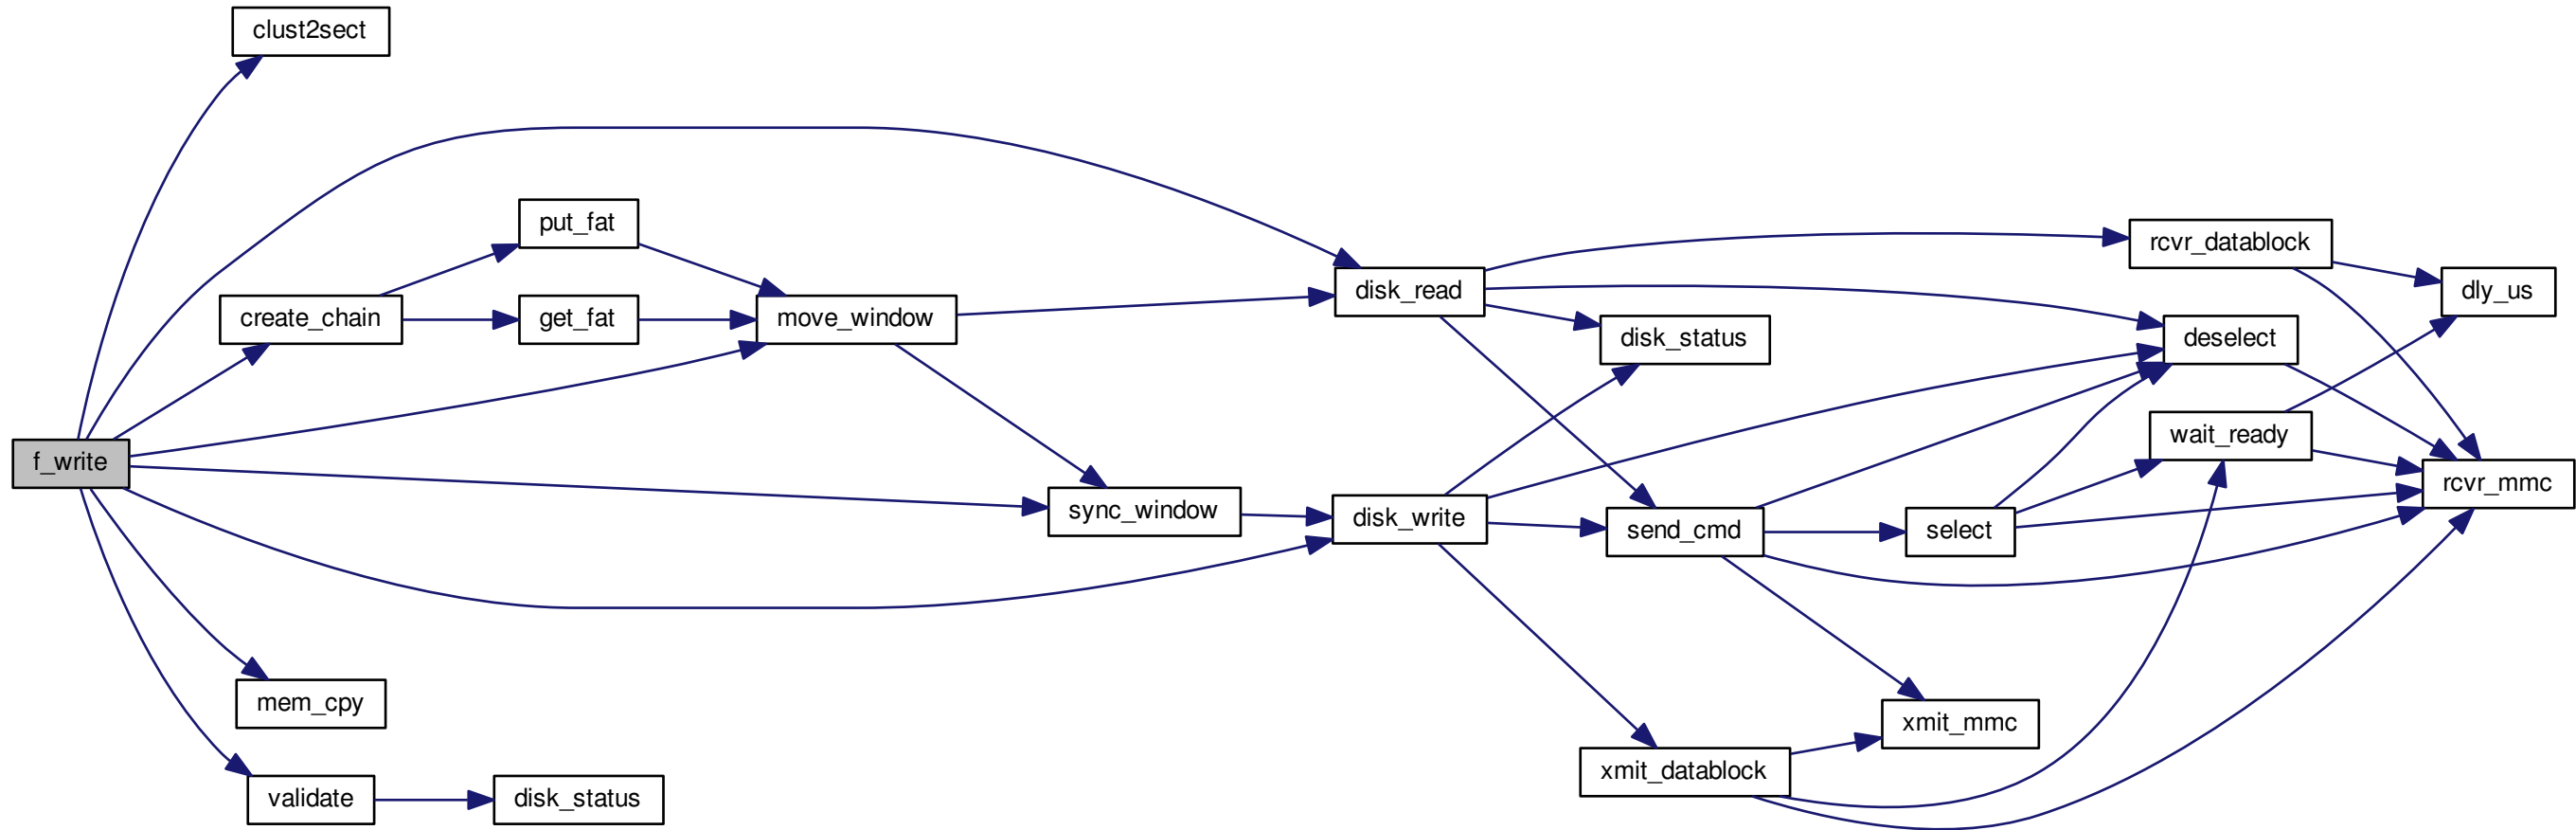 clust2sect
put_fat
rcvr_datablock
disk_read
dly_us
create_chain
get_fat
move_window
disk_status
deselect
wait_ready
f_write
rcvr_mmc
sync_window
disk_write
send_cmd
select
mem_cpy
xmit_mmc
xmit_datablock
validate
disk_status